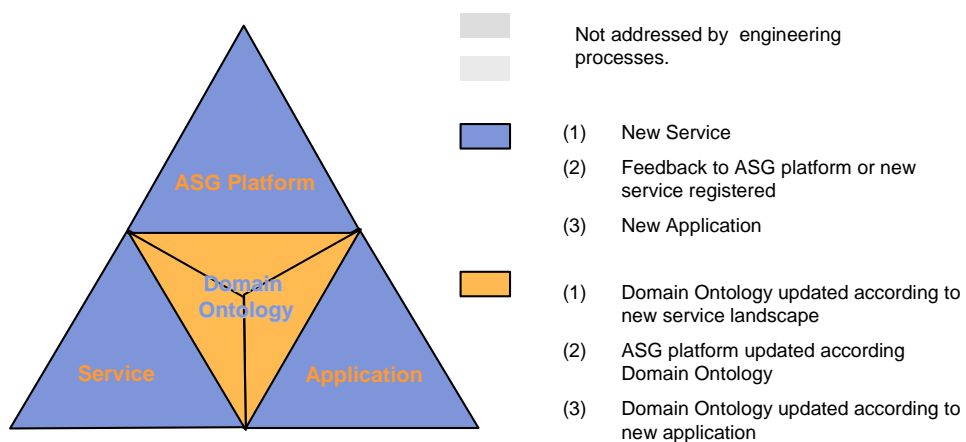 Not addressed by engineering
processes.
(1) New Service
(2) Feedback to ASG platform or new
service registered
(3) New Application
ASG Platform
Domain
Ontology
Service
Application
(1) Domain Ontology updated according to
new service landscape
(2) ASG platform updated according
Domain Ontology
(3) Domain Ontology updated according to
new application